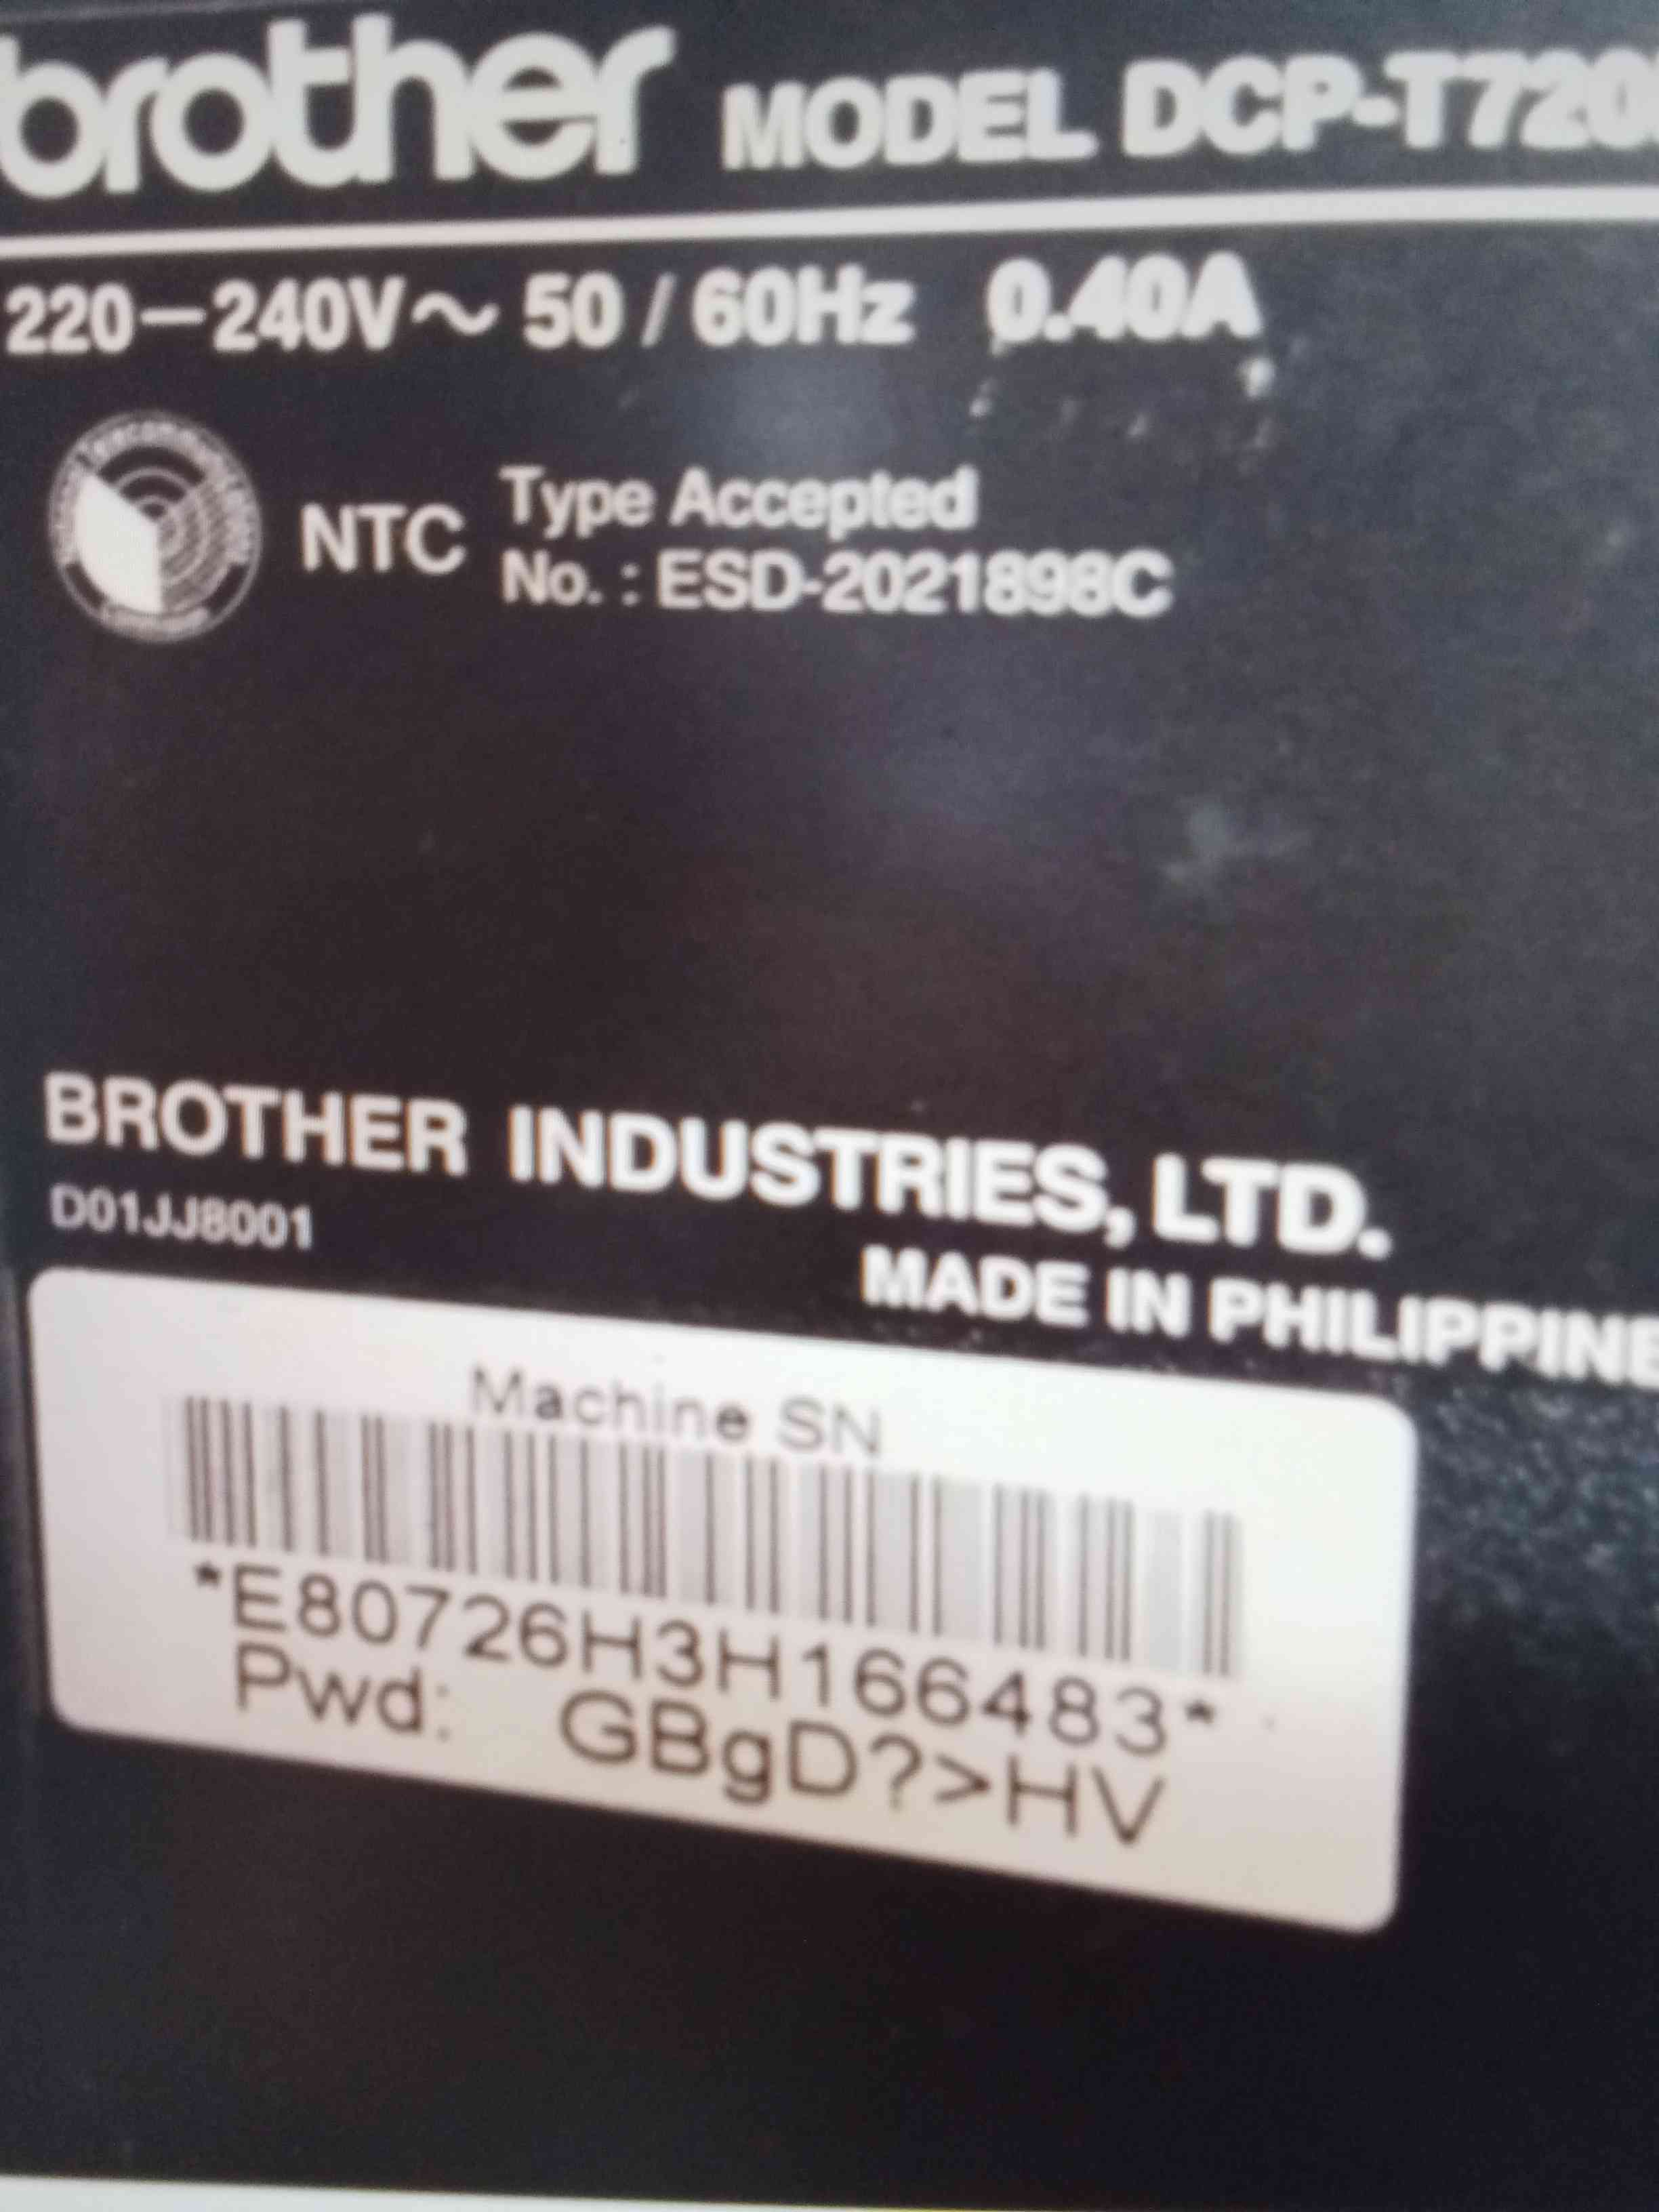 brother MODEL DCP-T720
220-240V~ 50/60Hz 0.40A
NTC
Type Accepted
No.: ESD-2021898C
BROTHER INDUSTRIES, LTD.
D01JJ8001
MADE IN PHILIPPINE
Machine SN
*E80726H3H166483*
Pwd: GBgD?>HV